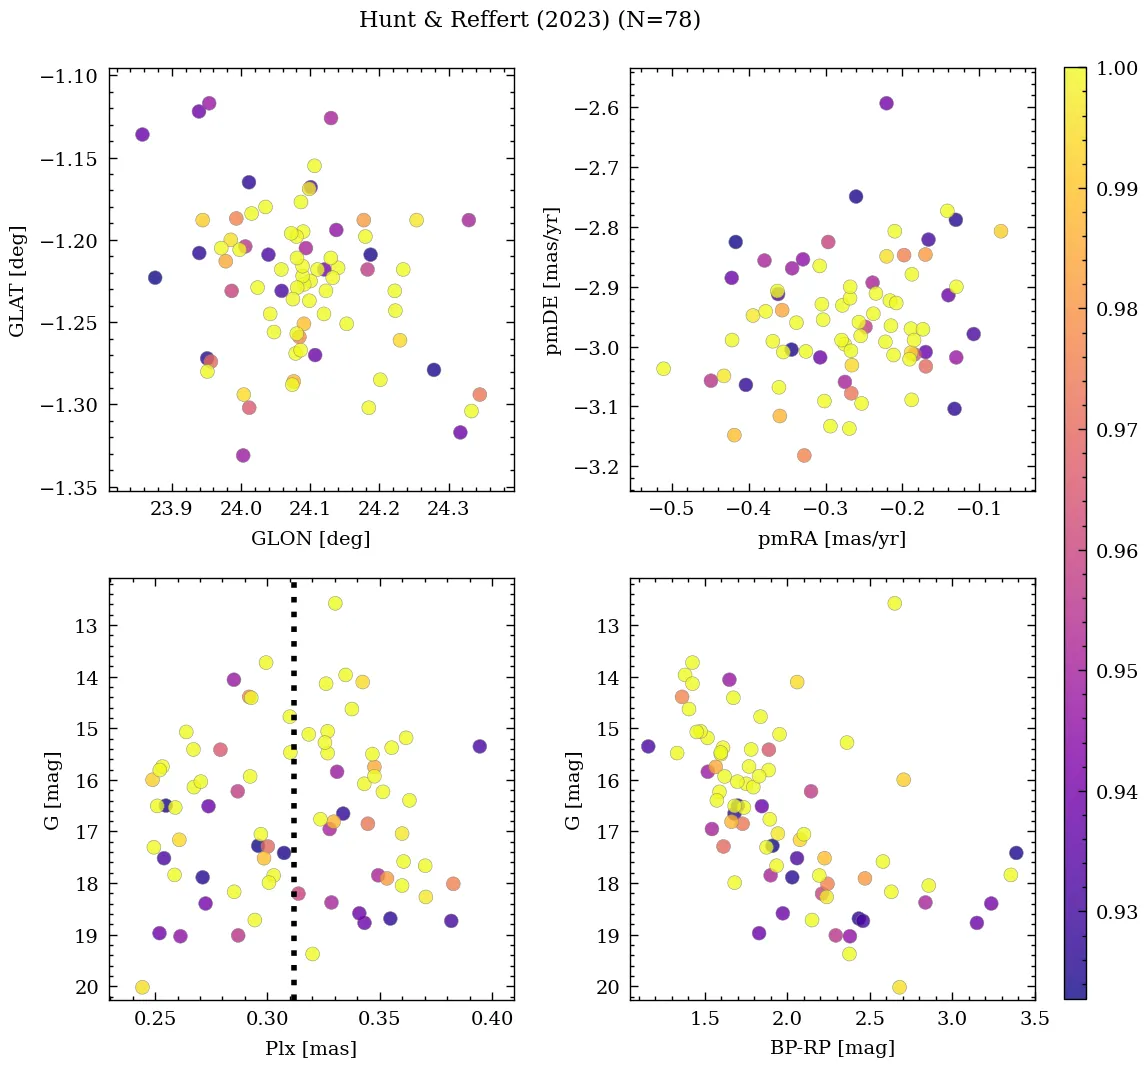 Hunt & Reffert (2023) (N=78)
−1.10
−1.15
−1.20
−1.25
−1.30
−1.35
GLAT [deg]
23.9 24.0 24.1 24.2 24.3
GLON [deg]
−2.6
−2.7
−2.8
−2.9
−3.0
−3.1
−3.2
pmDE [mas/yr]
−0.5 −0.4 −0.3 −0.2 −0.1
pmRA [mas/yr]
1.00
0.99
0.98
0.97
0.96
0.95
0.94
0.93
13
14
15
16
17
18
19
20
G [mag]
0.25 0.30 0.35 0.40
Plx [mas]
13
14
15
16
17
18
19
20
G [mag]
1.5 2.0 2.5 3.0 3.5
BP-RP [mag]